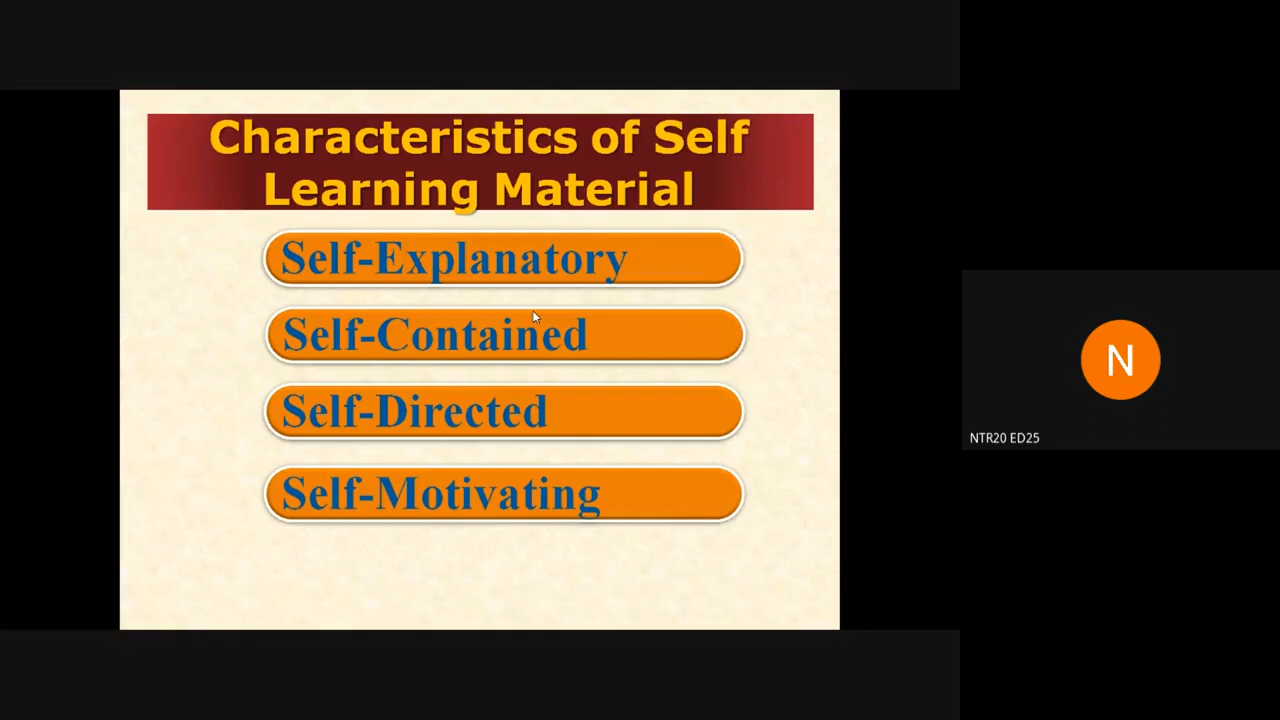 Characteristics of Self
Learning Material
Self-Explanatory
Self-Contained
Self-Directed
Self-Motivating
N
NTR20 ED25